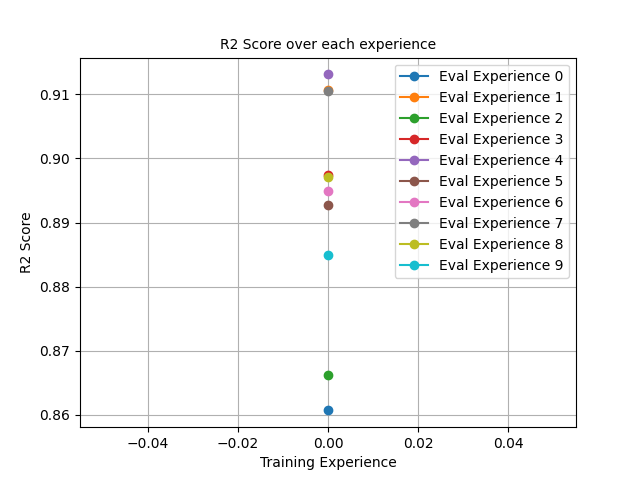 R2 Score over each experience
R2 Score
0.91
0.90
0.89
0.88
0.87
0.86
−0.04
−0.02
0.00
0.02
0.04
Training Experience
Eval Experience 0
Eval Experience 1
Eval Experience 2
Eval Experience 3
Eval Experience 4
Eval Experience 5
Eval Experience 6
Eval Experience 7
Eval Experience 8
Eval Experience 9